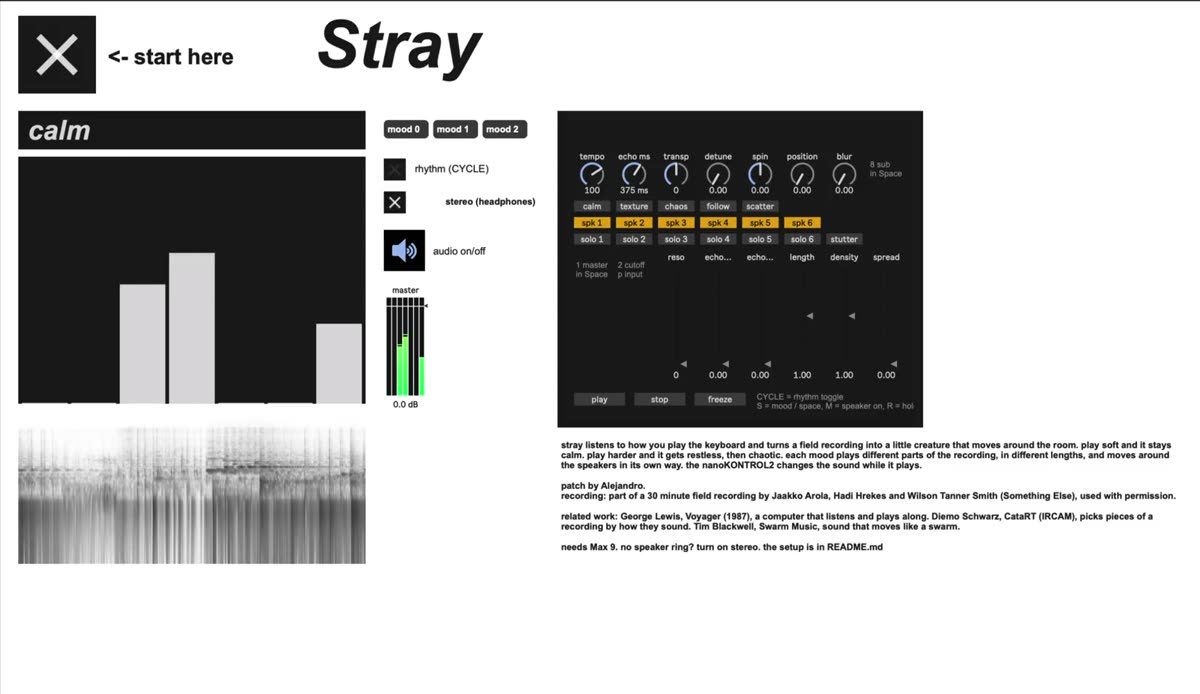 <- start here
Stray
calm
mood 0 mood 1 mood 2
rhythm (CYCLE)
stereo (headphones)
audio on/off
master
0.0 dB
tempo echo ms transp detune spin position blur
8 sub
in Space
100 375 ms 0 0.00 0.00 0.00 0.00
calm texture chaos follow scatter
spk 1 spk 2 spk 3 spk 4 spk 5 spk 6
solo 1 solo 2 solo 3 solo 4 solo 5 solo 6 stutter
reso echo... echo... length density spread
1 master
in Space
2 cutoff
p input
0 0.00 0.00 1.00 1.00 0.00
play stop freeze
CYCLE = rhythm toggle
S = mood / space, M = speaker on, R = hol
stray listens to how you play the keyboard and turns a field recording into a little creature that moves around the room. play soft and it stays
calm. play harder and it gets restless, then chaotic. each mood plays different parts of the recording, in different lengths, and moves around
the speakers in its own way. the nanoKONTROL2 changes the sound while it plays.
patch by Alejandro.
recording: part of a 30 minute field recording by Jaakko Arola, Hadi Hrekes and Wilson Tanner Smith (Something Else), used with permission.
related work: George Lewis, Voyager (1987), a computer that listens and plays along. Diemo Schwarz, CataRT (IRCAM), picks pieces of a
recording by how they sound. Tim Blackwell, Swarm Music, sound that moves like a swarm.
needs Max 9. no speaker ring? turn on stereo. the setup is in README.md